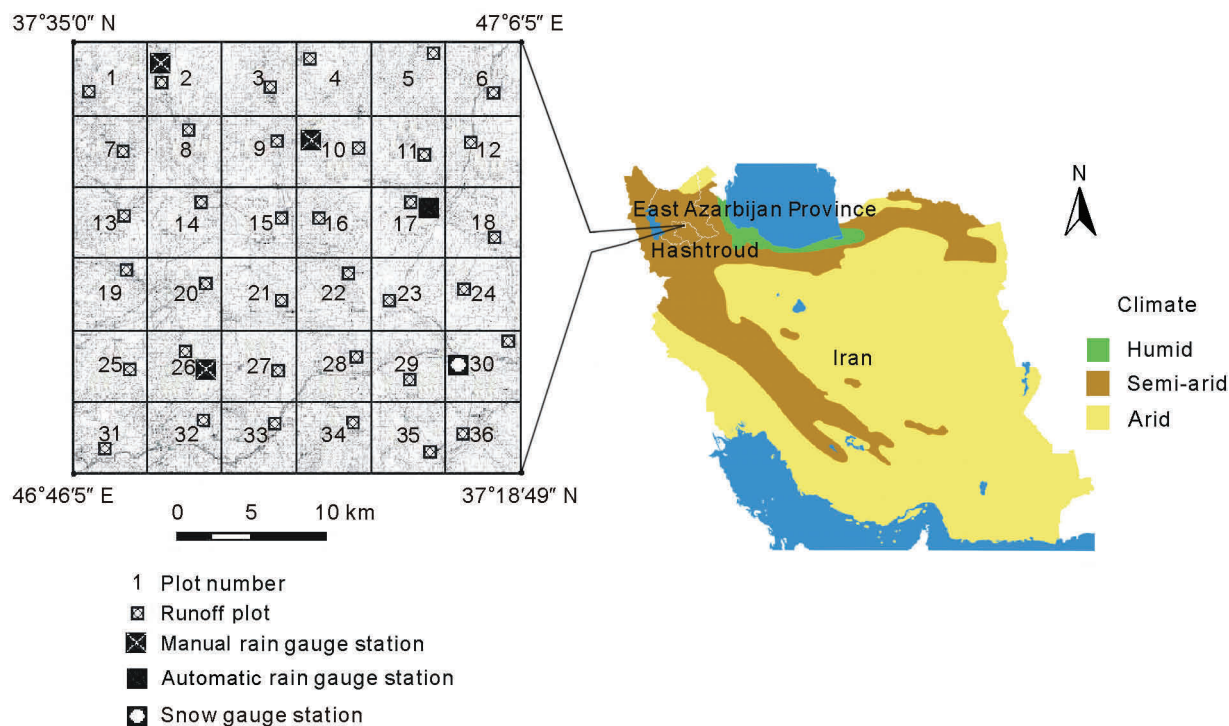 37°35′0″ N 47°6′5″ E
1 2 3 4 5 6
7 8 9 10 11 12
13 14 15 16 17 18
19 20 21 22 23 24
25 26 27 28 29 30
31 32 33 34 35 36
46°46′5″ E 37°18′49″ N
0 5 10 km
1 Plot number
Runoff plot
Manual rain gauge station
Automatic rain gauge station
Snow gauge station
East Azarbijan Province
Hashtroud
Iran
N
Climate
Humid
Semi-arid
Arid